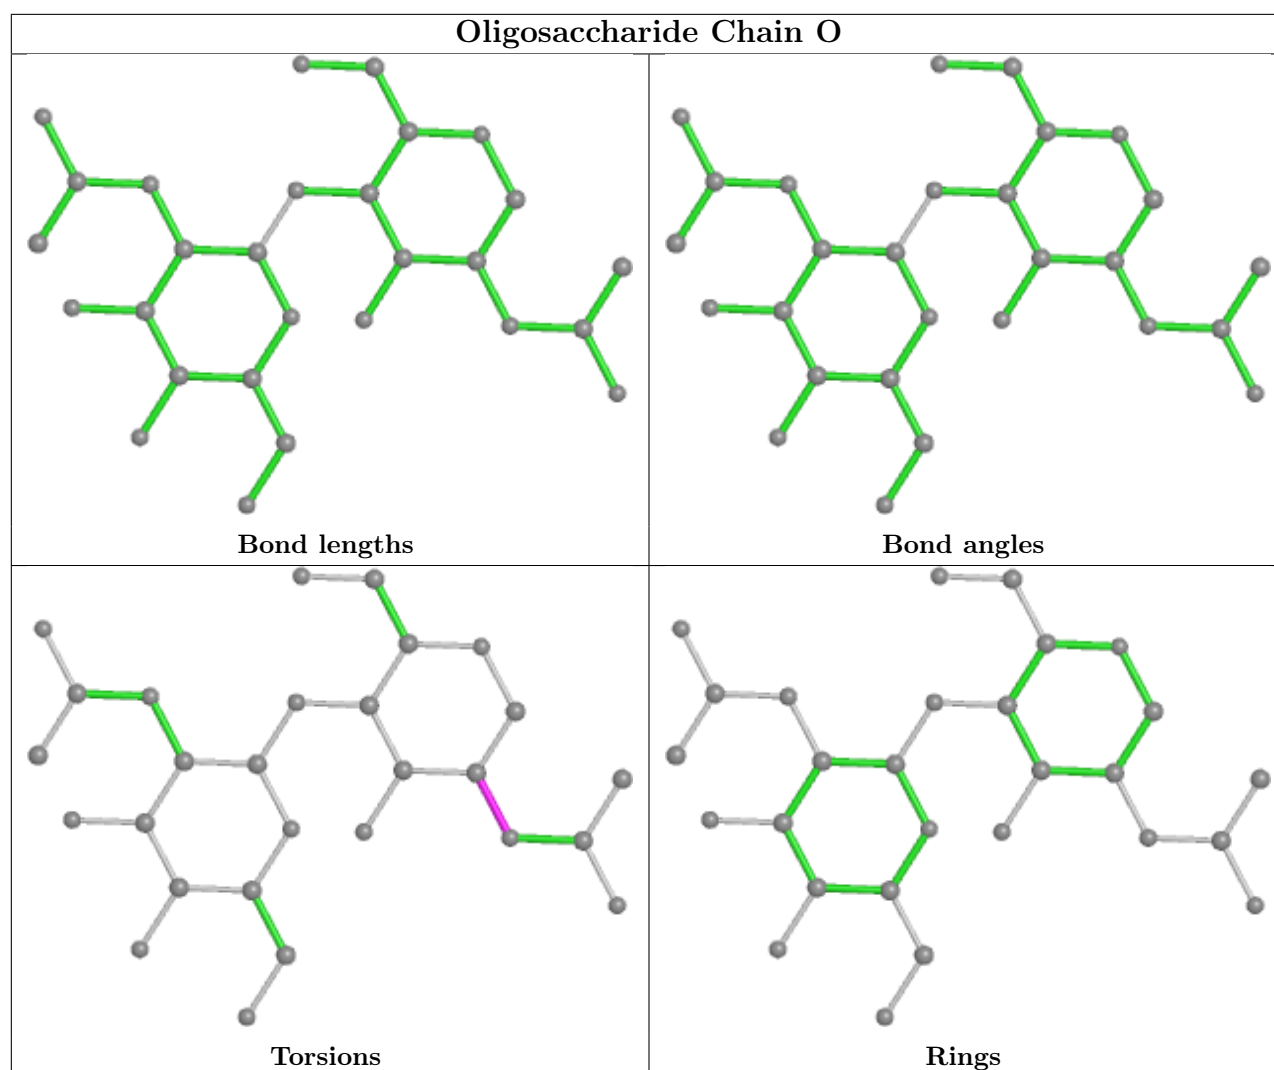 Oligosaccharide Chain O
Bond lengths
Bond angles
Torsions
Rings